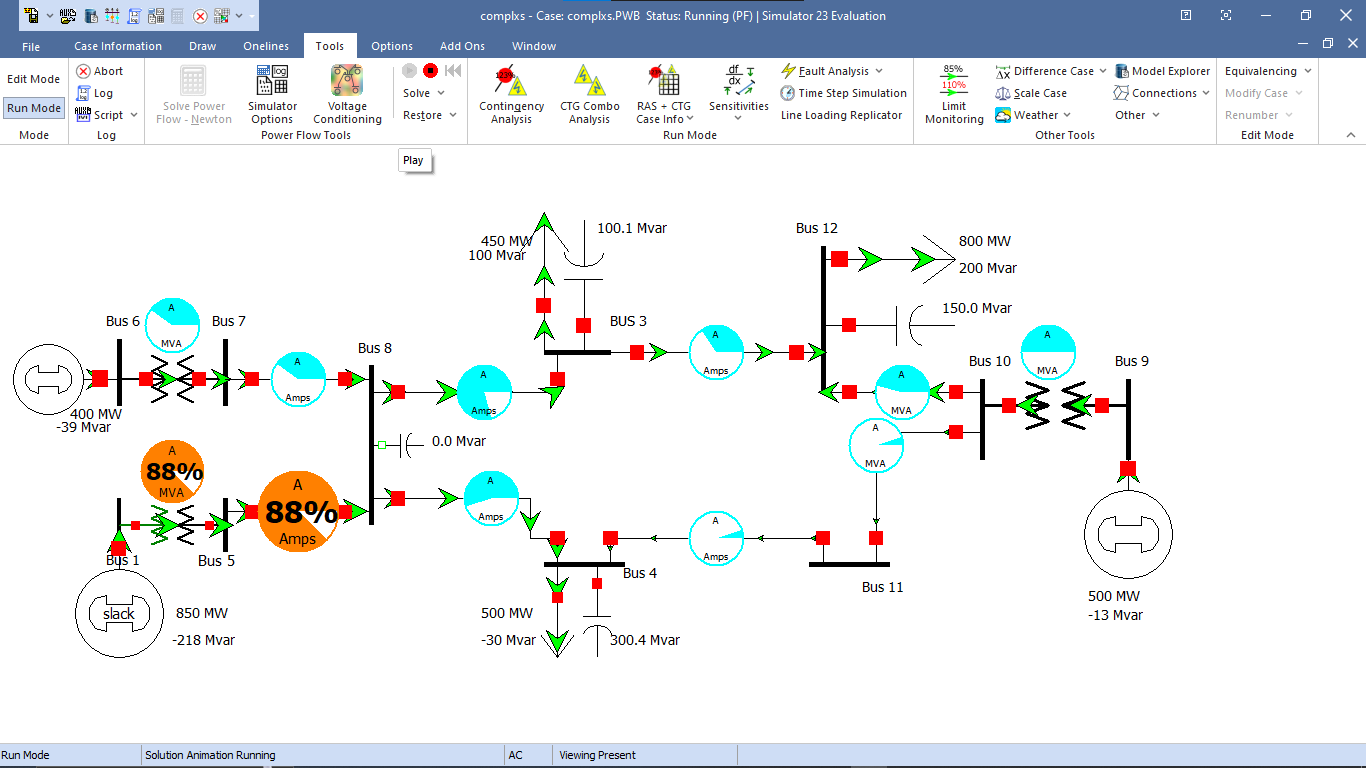 complxs - Case: complxs.PWB Status: Running (PF) | Simulator 23 Evaluation
File Case Information Draw Onelines Tools Options Add Ons Window
Edit Mode
Run Mode
Mode
Abort
Log
Script
Log
Solve Power
Flow - Newton
Simulator
Options
Voltage
Conditioning
Power Flow Tools
Solve
Restore
Contingency
Analysis
CTG Combo
Analysis
RAS + CTG
Case Info
Sensitivities
Fault Analysis
Time Step Simulation
Line Loading Replicator
Run Mode
85%
110%
Limit
Monitoring
Difference Case
Scale Case
Weather
Model Explorer
Connections
Other
Other Tools
Equivalencing
Modify Case
Renumber
Edit Mode
Play
450 MW
100 Mvar
100.1 Mvar
Bus 12
800 MW
200 Mvar
150.0 Mvar
Bus 6
A
MVA
Bus 7
A
Amps
Bus 8
A
Amps
BUS 3
A
Amps
A
MVA
Bus 10
A
MVA
Bus 9
400 MW
-39 Mvar
0.0 Mvar
A
MVA
A
88%
MVA
A
88%
Amps
A
Amps
A
Amps
Bus 1
Bus 5
Bus 4
Bus 11
slack
850 MW
-218 Mvar
500 MW
-30 Mvar
300.4 Mvar
500 MW
-13 Mvar
Run Mode
Solution Animation Running
AC
Viewing Present